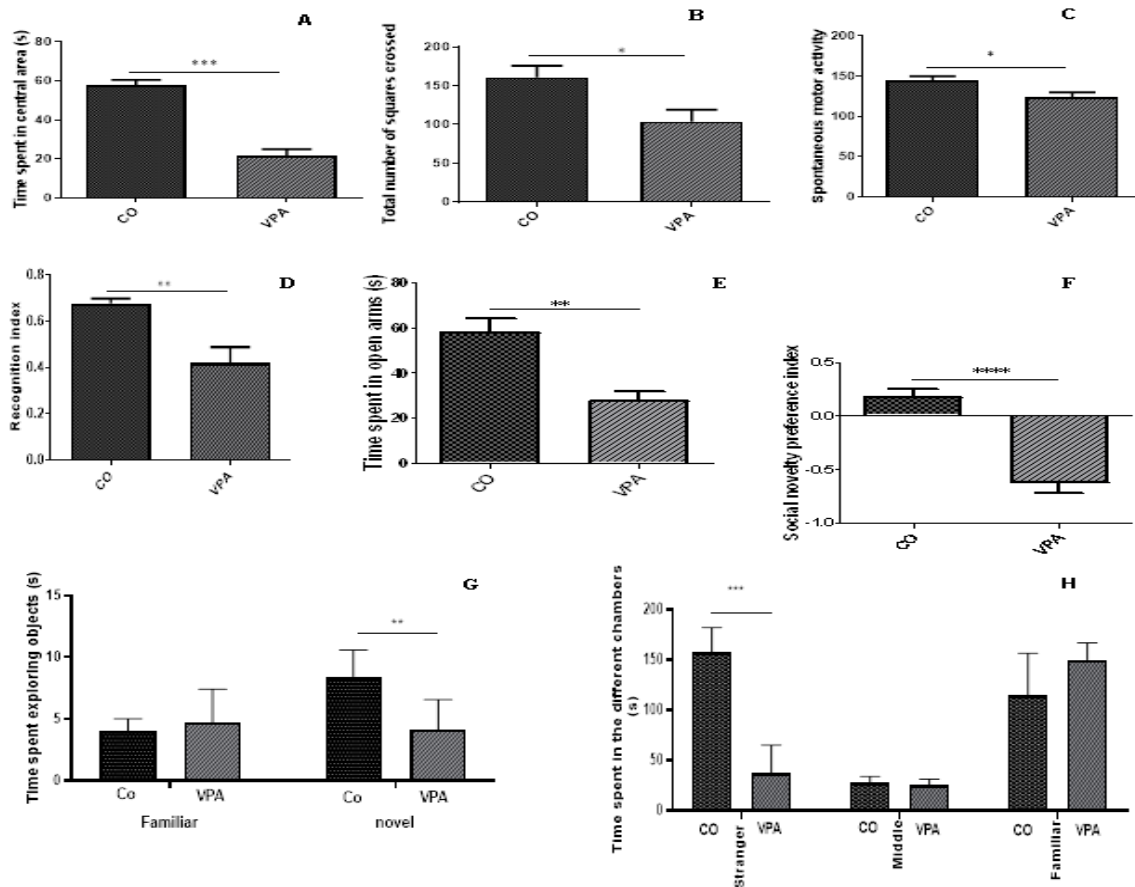 A
Time spent in central area (s)
80
60
40
20
0
***
CO
VPA
B
Total number of squares crossed
200
150
100
50
0
*
CO
VPA
C
Spontaneous motor activity
200
150
100
50
0
*
CO
VPA
D
Recognition index
0.8
0.6
0.4
0.2
0.0
**
CO
VPA
E
Time spent in open arms (s)
80
60
40
20
0
**
CO
VPA
F
Social novelty preference index
0.5
0.0
-0.5
-1.0
****
CO
VPA
G
Time spent exploring objects (s)
15
10
5
0
**
Co
VPA
Co
VPA
Familiar
novel
H
Time spent in the different chambers
(s)
200
150
100
50
0
***
CO
VPA
CO
VPA
CO
VPA
Stranger
Middle
Familiar